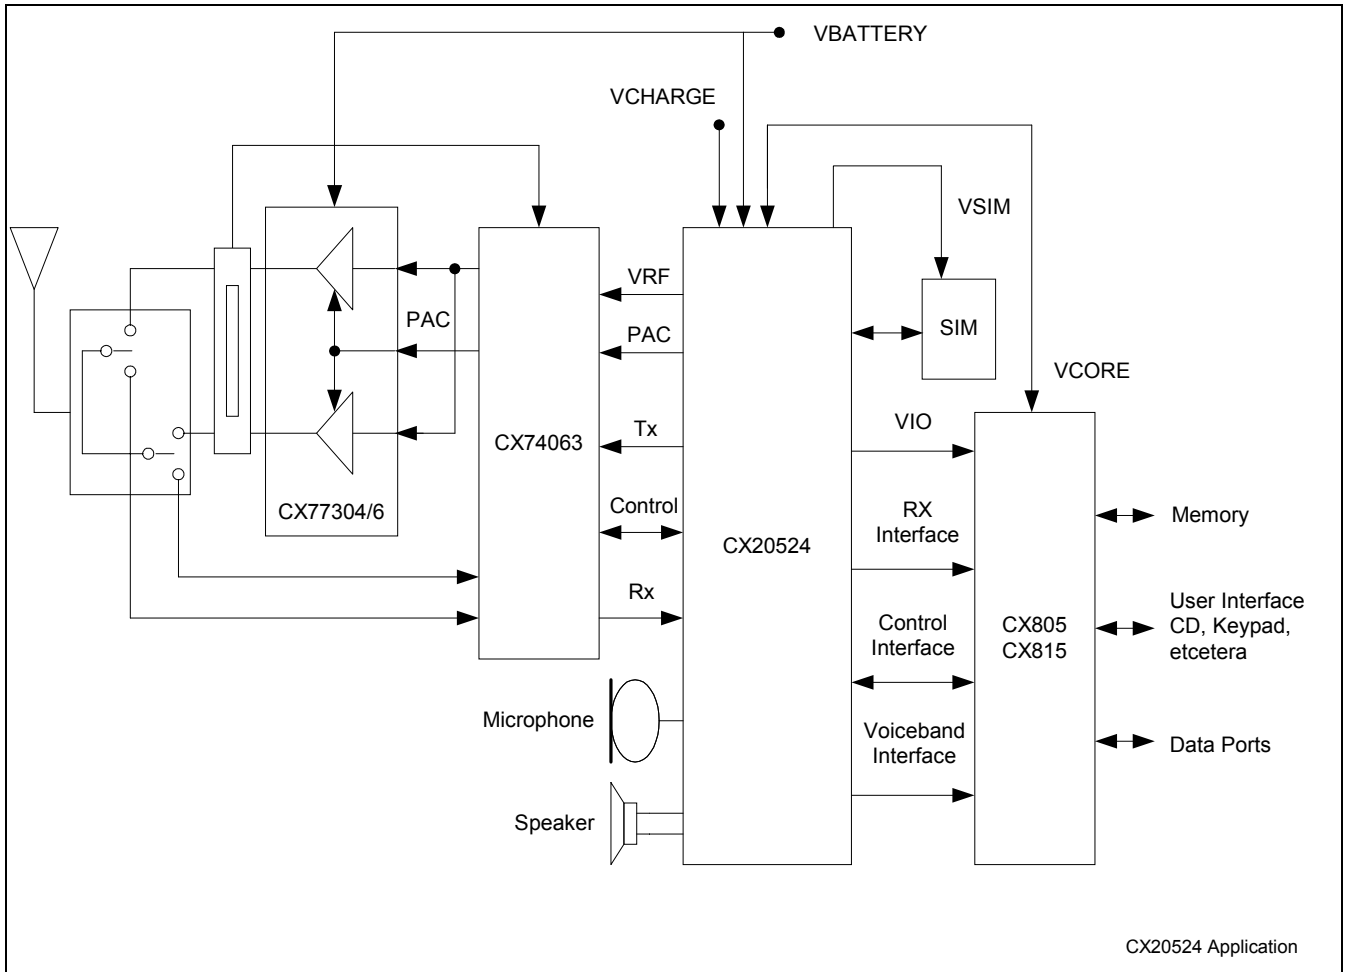 VBATTERY
VCHARGE
VSIM
VRF
PAC
PAC
SIM
VCORE
VIO
Tx
CX74063
CX77304/6
Control
RX
Interface
CX20524
Memory
Rx
Control
Interface
CX805
CX815
User Interface
CD, Keypad,
etcetera
Microphone
Voiceband
Interface
Data Ports
Speaker
CX20524 Application